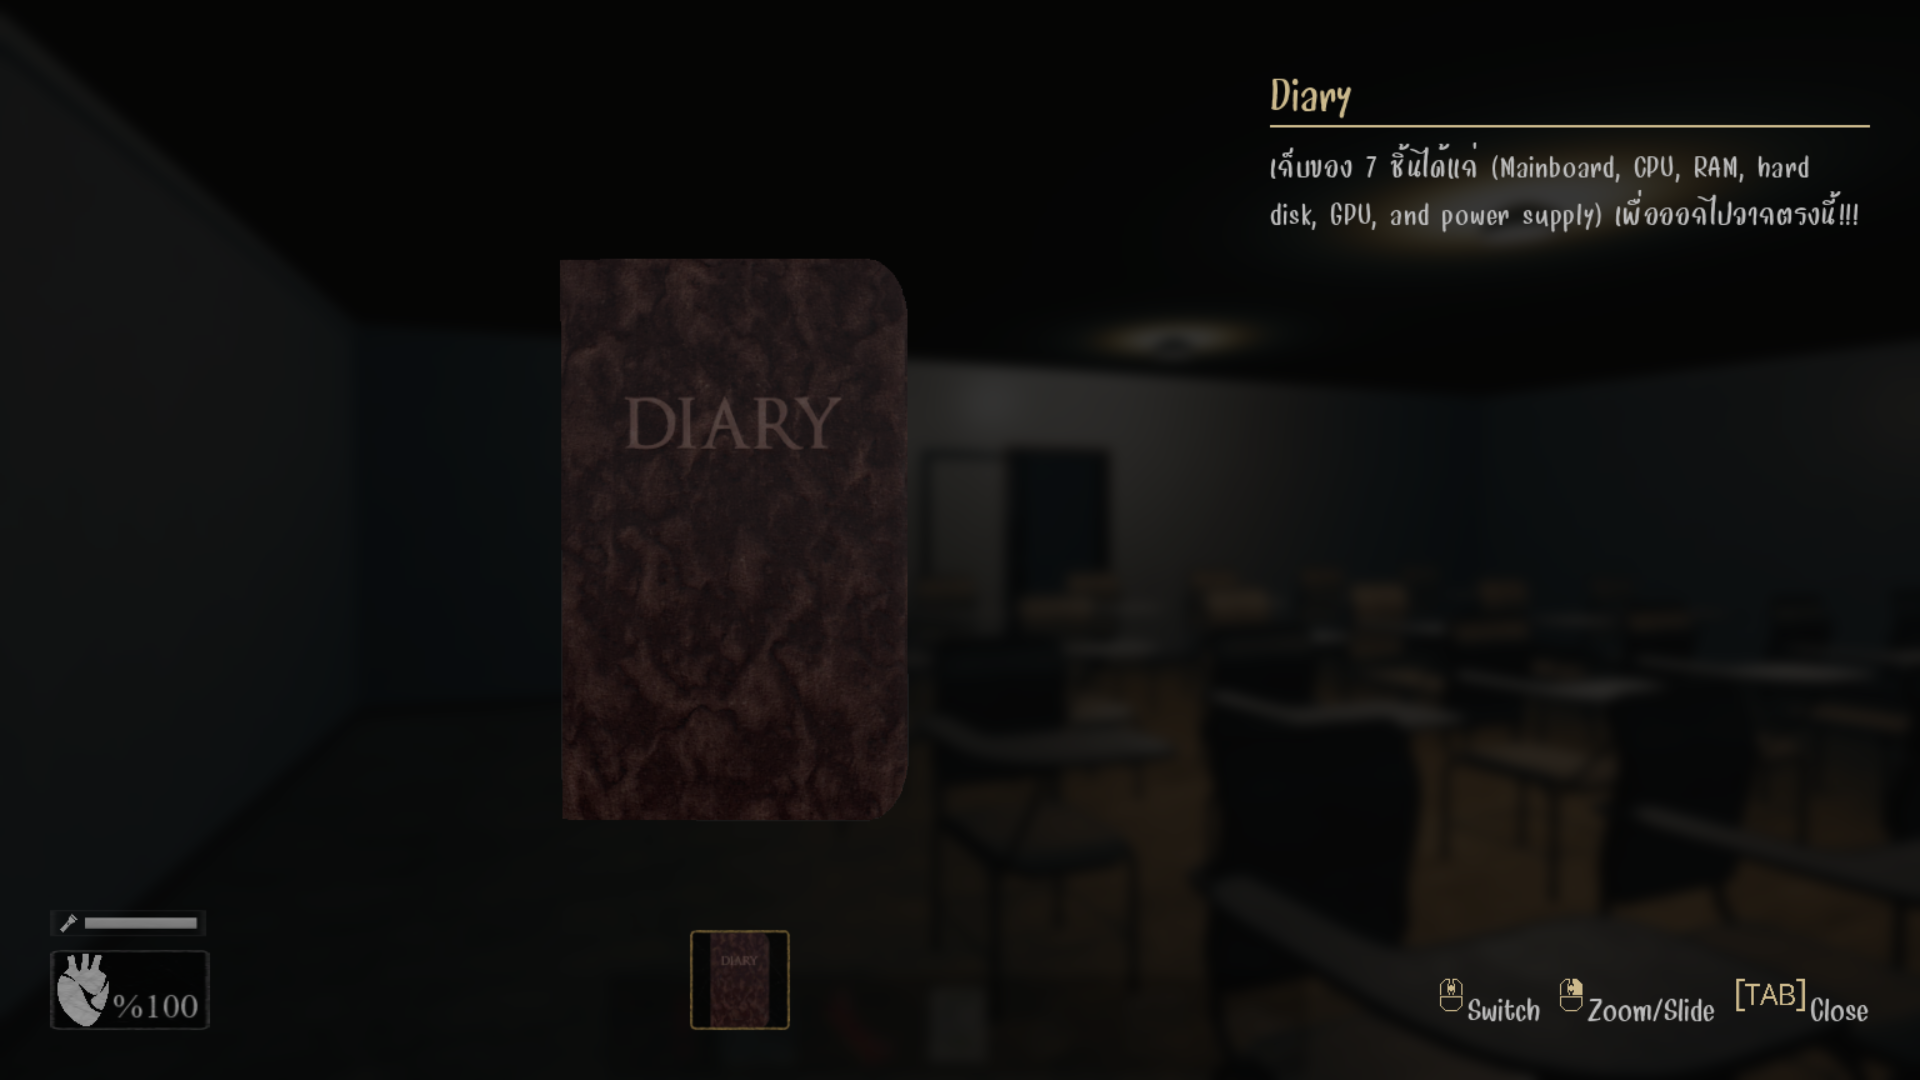 Diary
เก็บของ 7 ชิ้นได้แก่ (Mainboard, CPU, RAM, hard
disk, GPU, and power supply) เพื่อออกไปจากตรงนี้!!!
DIARY
DIARY
%100
Switch Zoom/Slide [TAB] Close